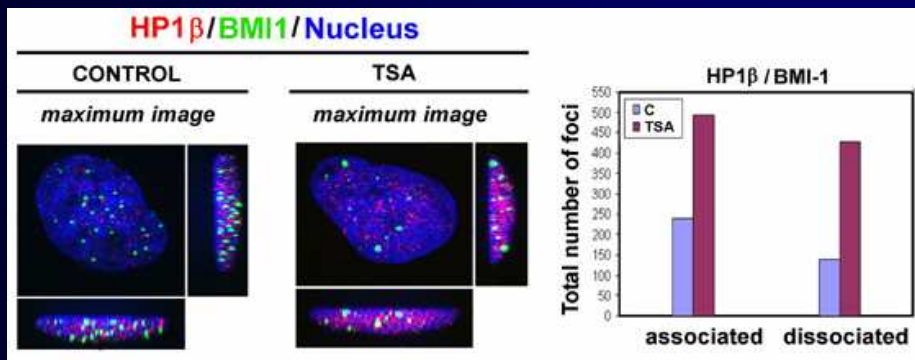 HP1β/BMI1/Nucleus
CONTROL
TSA
maximum image
maximum image
HP1β / BMI-1
Total number of foci
550
500
450
400
350
300
250
200
150
100
50
0
C
TSA
associated
dissociated